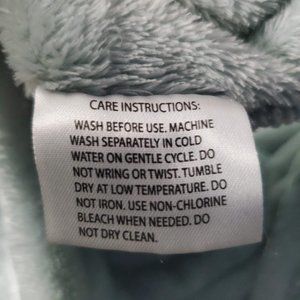 CARE INSTRUCTIONS:
WASH BEFORE USE. MACHINE
WASH SEPARATELY IN COLD
WATER ON GENTLE CYCLE. DO
NOT WRING OR TWIST. TUMBLE
DRY AT LOW TEMPERATURE. DO
NOT IRON. USE NON-CHLORINE
BLEACH WHEN NEEDED. DO
NOT DRY CLEAN.